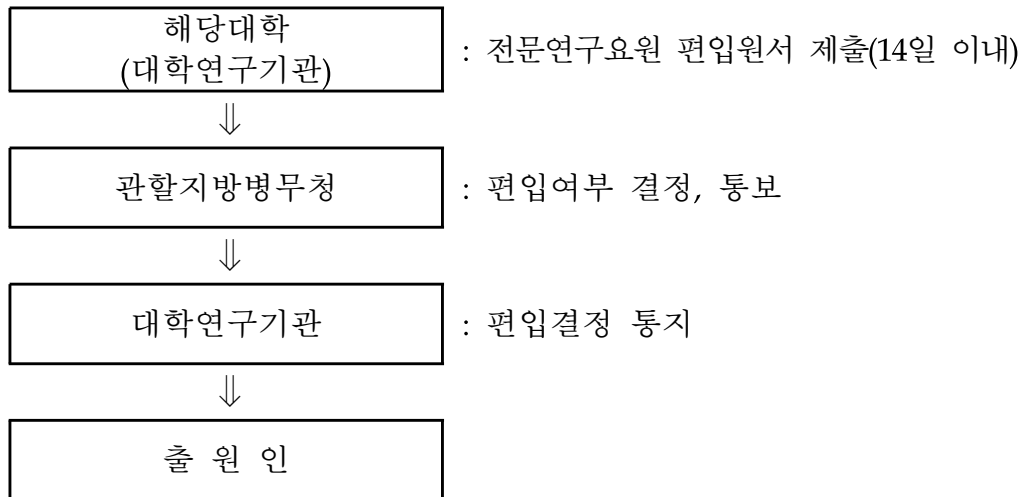 해당대학
(대학연구기관)
: 전문연구요원 편입원서 제출(14일 이내)
⇓
관할지방병무청
: 편입여부 결정, 통보
⇓
대학연구기관
: 편입결정 통지
⇓
출 원 인